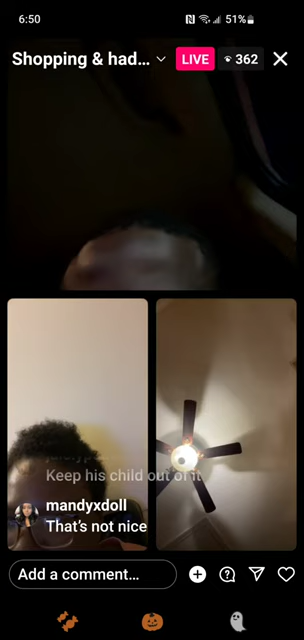 6:50
51%
Shopping & had...
LIVE
362
Keep his child out of it
mandyxdoll
That's not nice
Add a comment...